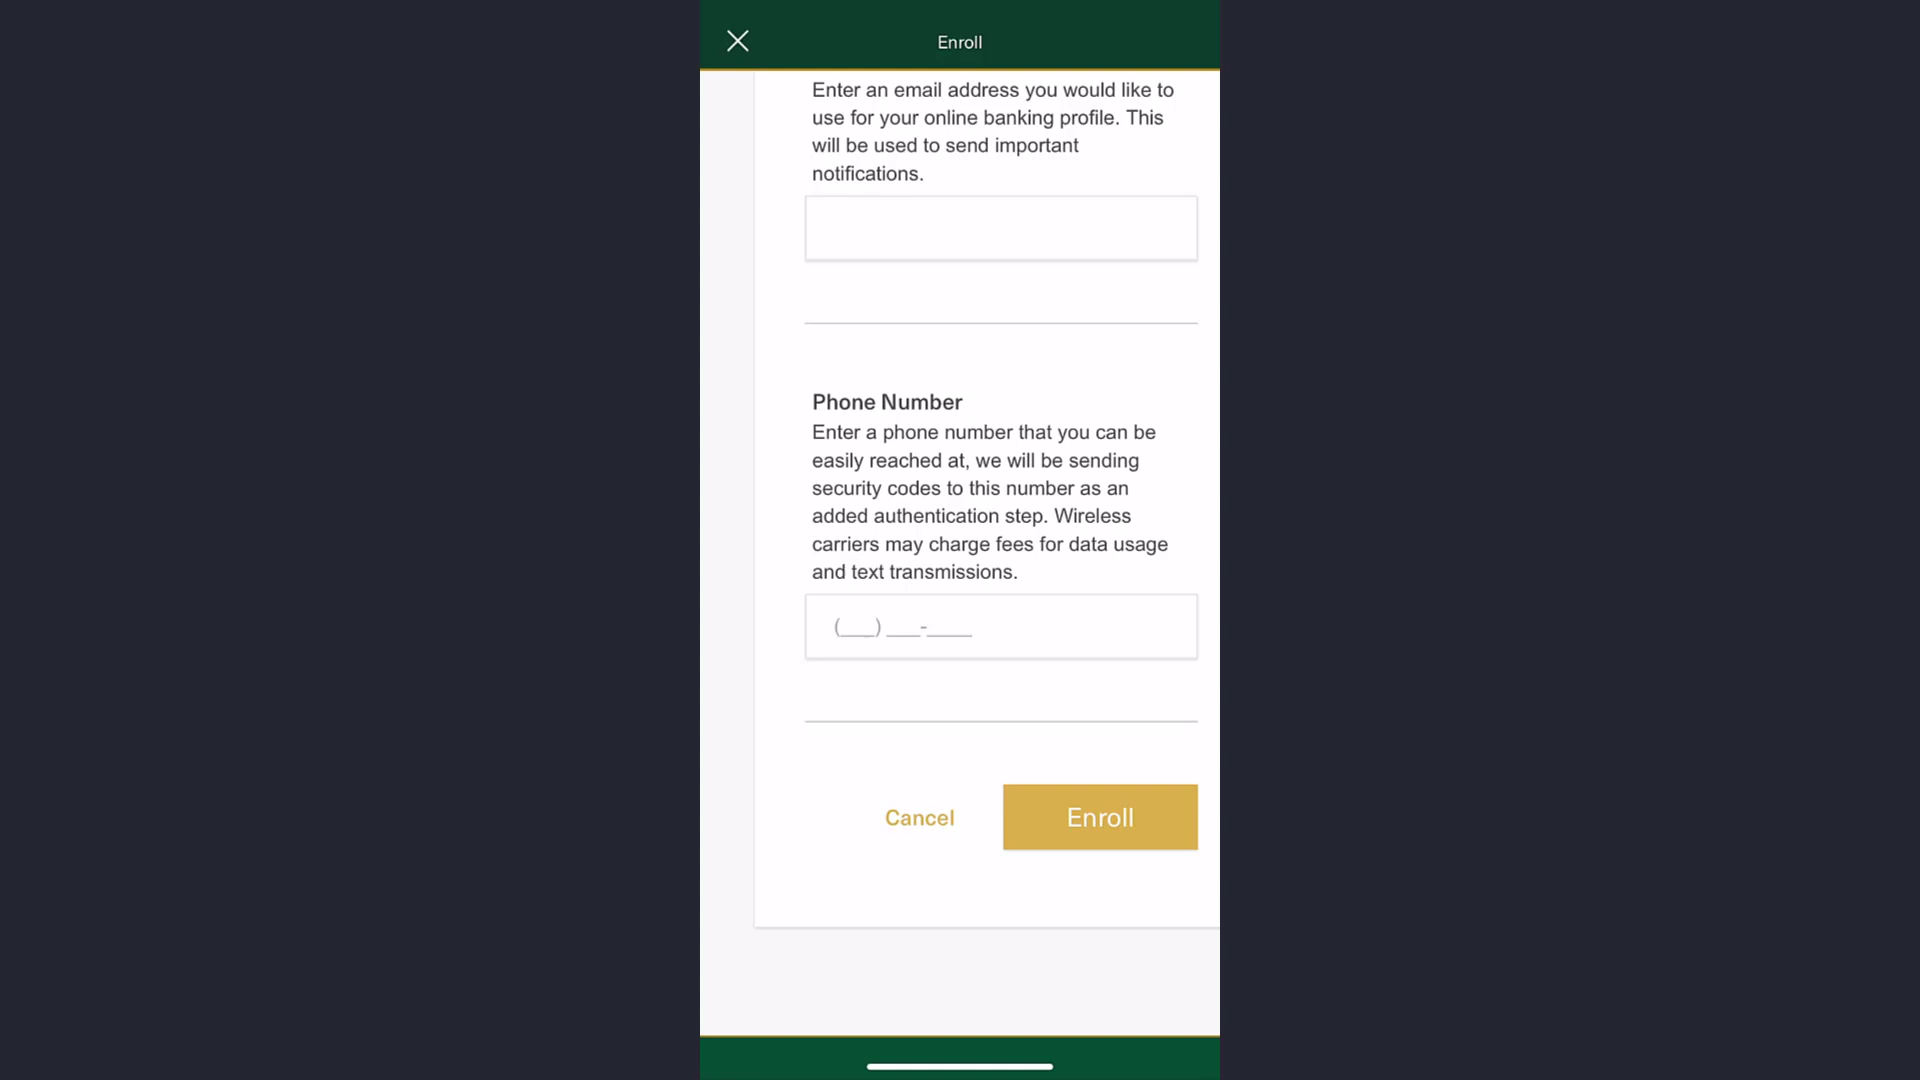 Enroll
Enter an email address you would like to
use for your online banking profile. This
will be used to send important
notifications.
Phone Number
Enter a phone number that you can be
easily reached at, we will be sending
security codes to this number as an
added authentication step. Wireless
carriers may charge fees for data usage
and text transmissions.
(___) ___-____
Cancel
Enroll